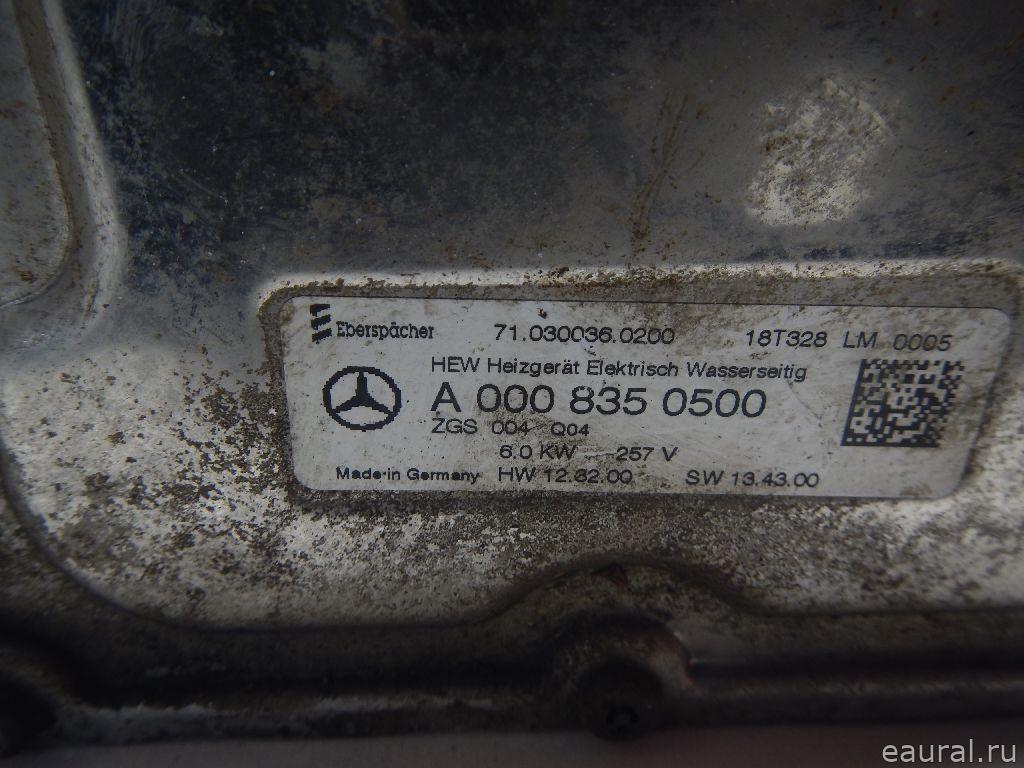 Eberspächer 71.030036.0200 18T328 LM 0005
HEW Heizgerät Elektrisch Wasserseitig
A 000 835 0500
ZGS 004 Q04
6.0 KW 257 V
Made in Germany HW 12.32.00 SW 13.43.00
eaural.ru